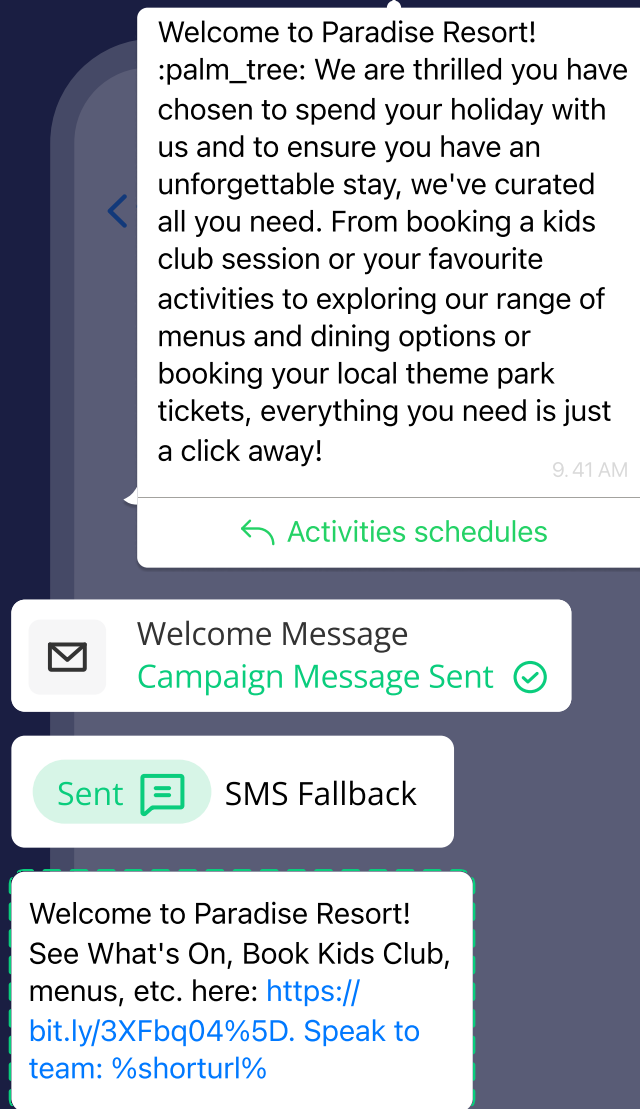 Welcome to Paradise Resort!
:palm_tree: We are thrilled you have
chosen to spend your holiday with
us and to ensure you have an
unforgettable stay, we've curated
all you need. From booking a kids
club session or your favourite
activities to exploring our range of
menus and dining options or
booking your local theme park
tickets, everything you need is just
a click away!
9.41 AM
Activities schedules
Welcome Message
Campaign Message Sent
Sent SMS Fallback
Welcome to Paradise Resort!
See What's On, Book Kids Club,
menus, etc. here: https://
bit.ly/3XFbq04%5D. Speak to
team: %shorturl%